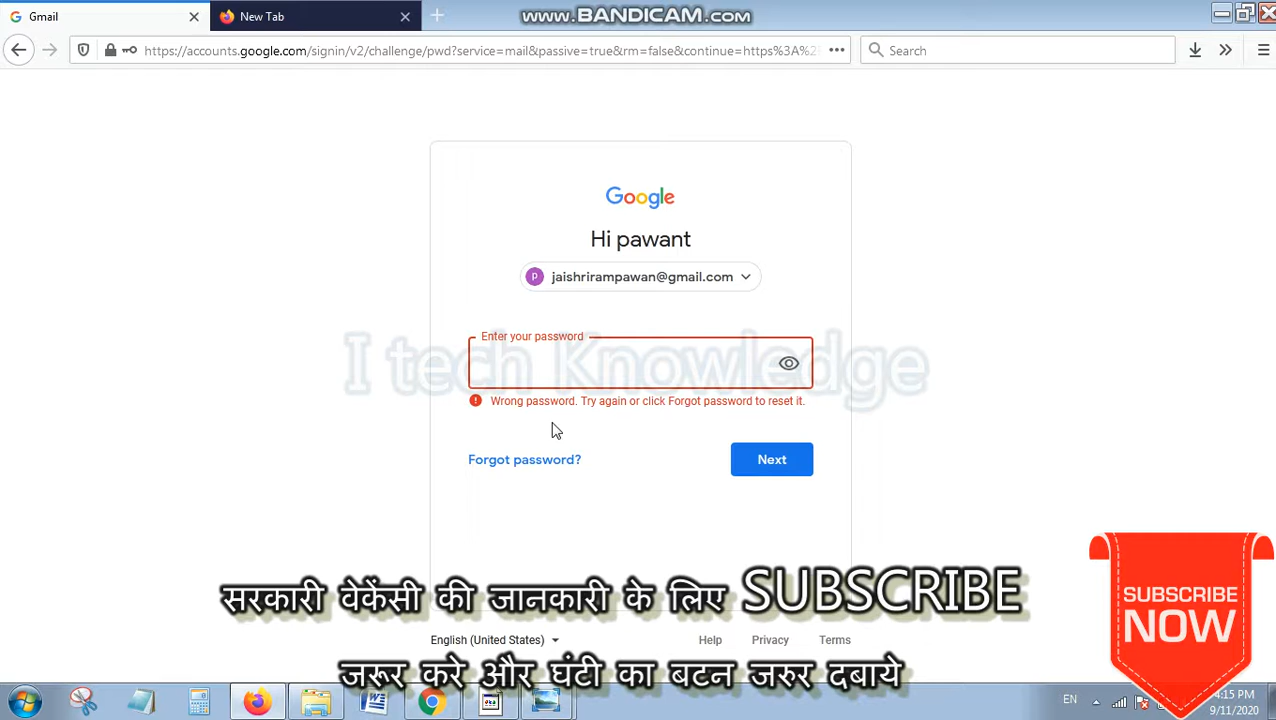 Gmail
New Tab
www.BANDICAM.com
https://accounts.google.com/signin/v2/challenge/pwd?service=mail&passive=true&rm=false&continue=https%3A%2
Search
Google
Hi pawant
p
jaishrirampawan@gmail.com
Enter your password
I tech Knowledge
Wrong password. Try again or click Forgot password to reset it.
Forgot password?
Next
सरकारी वेकेंसी की जानकारी के लिए SUBSCRIBE
SUBSCRIBE
NOW
English (United States)
Help
Privacy
Terms
जरूर करे और घंटी का बटन जरुर दबाये
EN
4:15 PM
9/11/2020